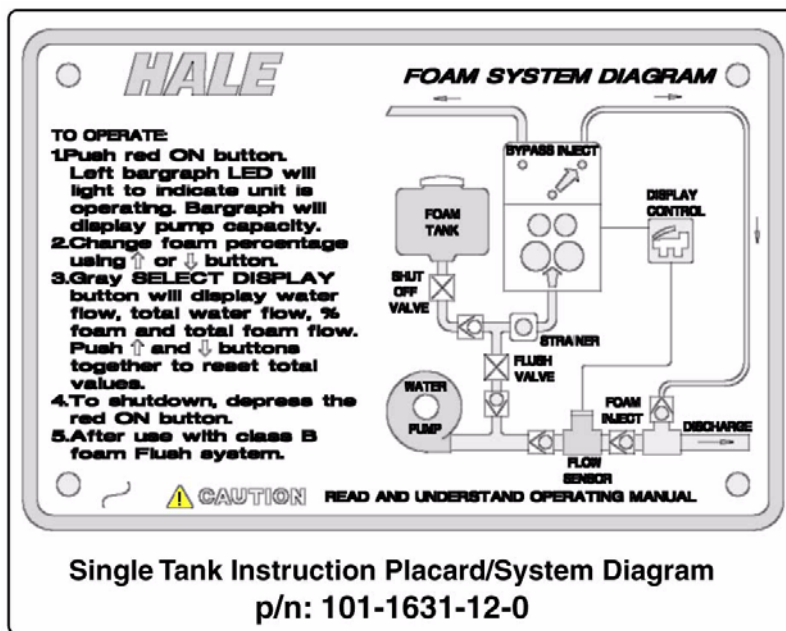 HALE
FOAM SYSTEM DIAGRAM
TO OPERATE:
1.Push red ON button.
Left bargraph LED will
light to indicate unit is
operating. Bargraph will
display pump capacity.
2.Change foam percentage
using ⇧ or ⇩ button.
3.Gray SELECT DISPLAY
button will display water
flow, total water flow, %
foam and total foam flow.
Push ⇧ and ⇩ buttons
together to reset total
values.
4.To shutdown, depress the
red ON button.
5.After use with class B
foam Flush system.
BYPASS INJECT
FOAM
TANK
DISPLAY
CONTROL
SHUT
OFF
VALVE
STRAINER
FLUSH
VALVE
WATER
PUMP
FOAM
INJECT
DISCHARGE
FLOW
SENSOR
CAUTION READ AND UNDERSTAND OPERATING MANUAL
Single Tank Instruction Placard/System Diagram
p/n: 101-1631-12-0